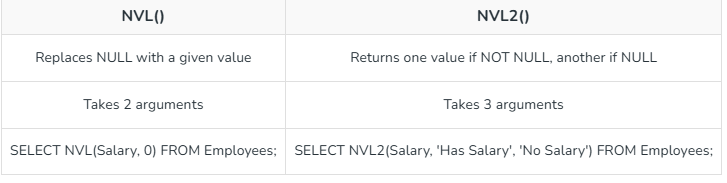 NVL() NVL2()
Replaces NULL with a given value Returns one value if NOT NULL, another if NULL
Takes 2 arguments Takes 3 arguments
SELECT NVL(Salary, 0) FROM Employees; SELECT NVL2(Salary, 'Has Salary', 'No Salary') FROM Employees;